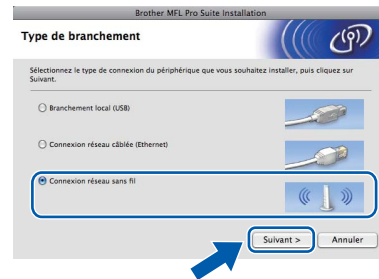 Brother MFL Pro Suite Installation
Type de branchement
Sélectionnez le type de connexion du périphérique que vous souhaitez installer, puis cliquez sur
Suivant.
Branchement local (USB)
Connexion réseau câblée (Ethernet)
Connexion réseau sans fil
Suivant >
Annuler